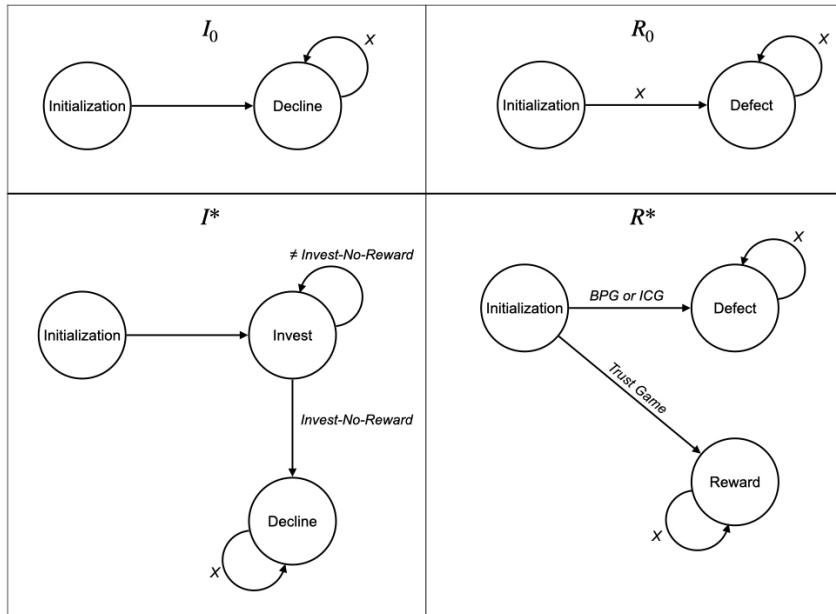 I₀
X
Initialization
Decline
R₀
X
Initialization
X
Defect
I*
≠ Invest-No-Reward
Initialization
Invest
Invest-No-Reward
Decline
X
R*
X
Initialization
BPG or ICG
Defect
Trust Game
Reward
X